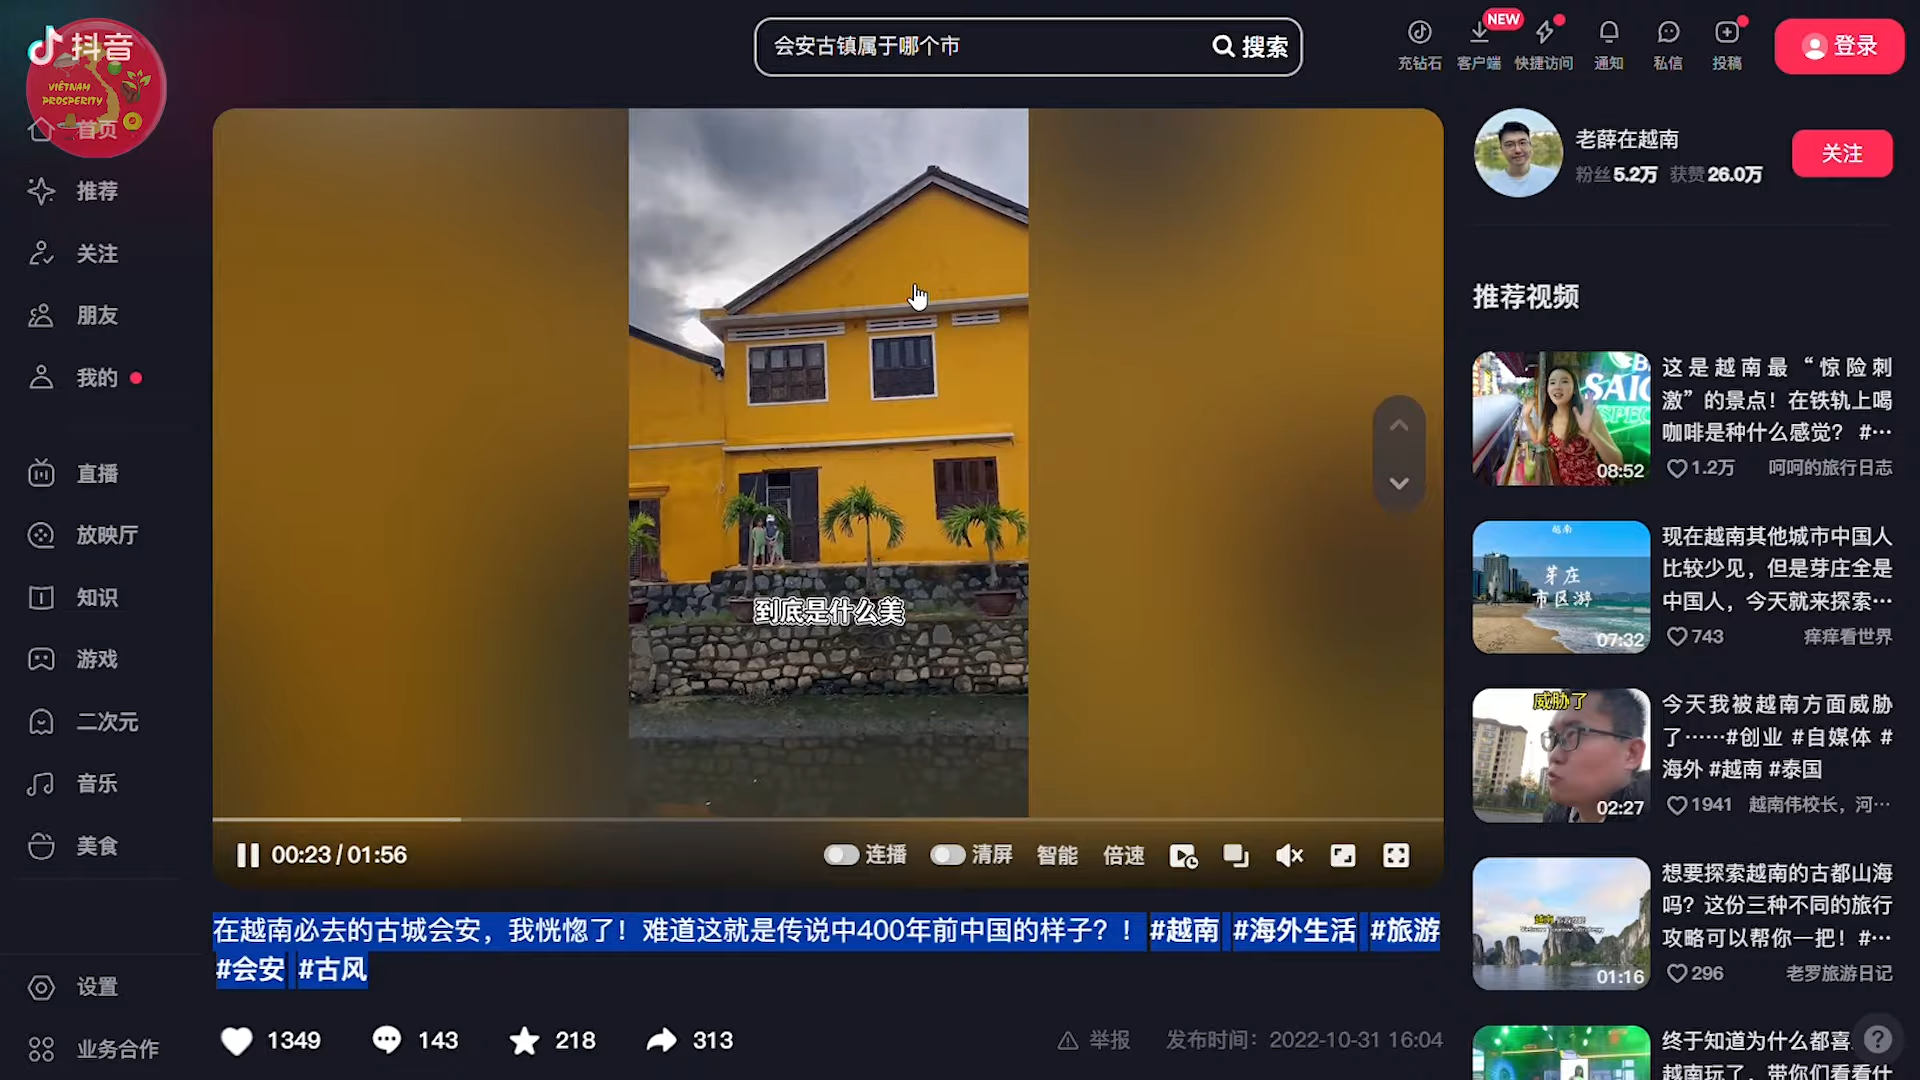 抖音
VIỆTNAM
PROSPERITY
会安古镇属于哪个市
搜索
充钻石
NEW
客户端
快捷访问
通知
私信
投稿
登录
首页
推荐
关注
朋友
我的
直播
放映厅
知识
游戏
二次元
音乐
美食
设置
业务合作
到底是什么美
00:23 / 01:56
连播
清屏
智能
倍速
在越南必去的古城会安，我恍惚了！难道这就是传说中400年前中国的样子？！ #越南 #海外生活 #旅游
#会安 #古风
1349
143
218
313
举报
发布时间：2022-10-31 16:04
老薛在越南
粉丝5.2万 获赞26.0万
关注
推荐视频
SAIG
08:52
这是越南最“惊险刺
激”的景点！在铁轨上喝
咖啡是种什么感觉？ #…
1.2万
呵呵的旅行日志
越南
芽庄
市区游
07:32
现在越南其他城市中国人
比较少见，但是芽庄全是
中国人，今天就来探索…
743
痒痒看世界
威胁了
02:27
今天我被越南方面威胁
了……#创业 #自媒体 #
海外 #越南 #泰国
1941
越南伟校长，河…
01:16
想要探索越南的古都山海
吗？这份三种不同的旅行
攻略可以帮你一把！#…
296
老罗旅游日记
终于知道为什么都喜
越南玩了，带你们看看什